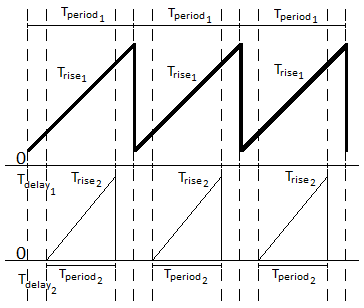 Tperiod1 Tperiod1 Tperiod1
Trise1 Trise1 Trise1
0
Tdelay1 Trise2 Trise2 Trise2
0
Tdelay2 Tperiod2 Tperiod2 Tperiod2